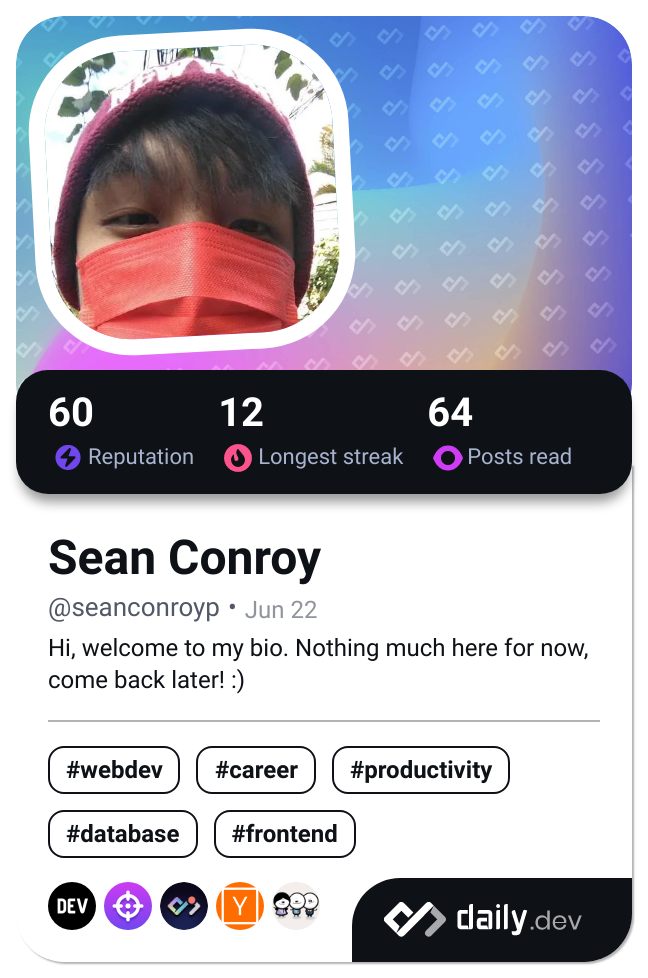 60 12 64
Reputation Longest streak Posts read
Sean Conroy
@seanconroyp • Jun 22
Hi, welcome to my bio. Nothing much here for now,
come back later! :)
#webdev #career #productivity
#database #frontend
DEV Y
daily.dev